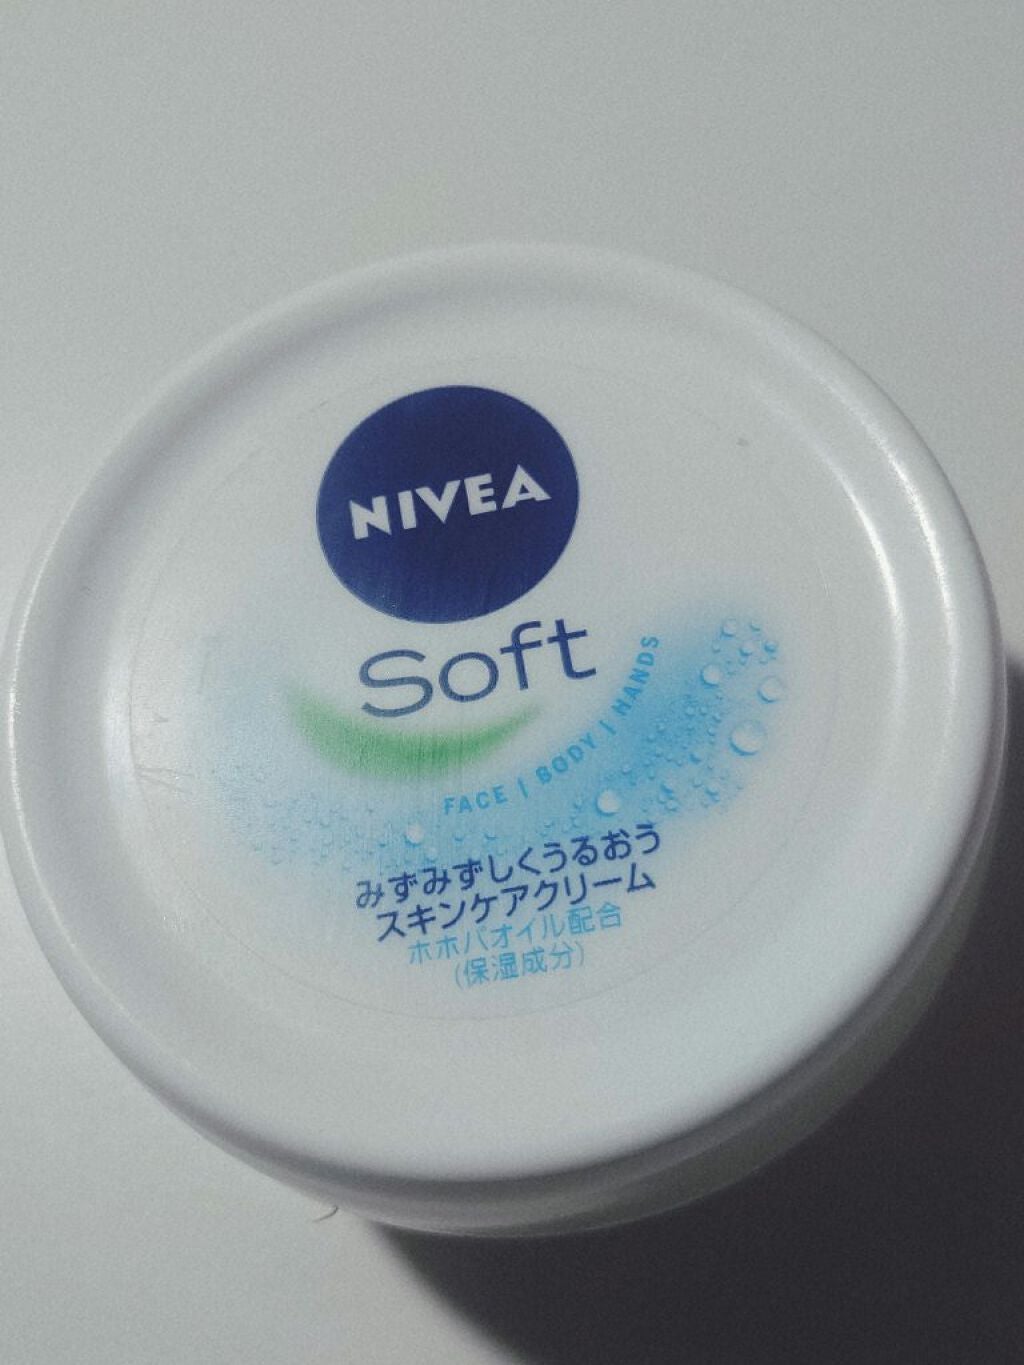 NIVEA
Soft
FACE | BODY | HANDS
みずみずしくうるおう
スキンケアクリーム
ホホバオイル配合
(保湿成分)